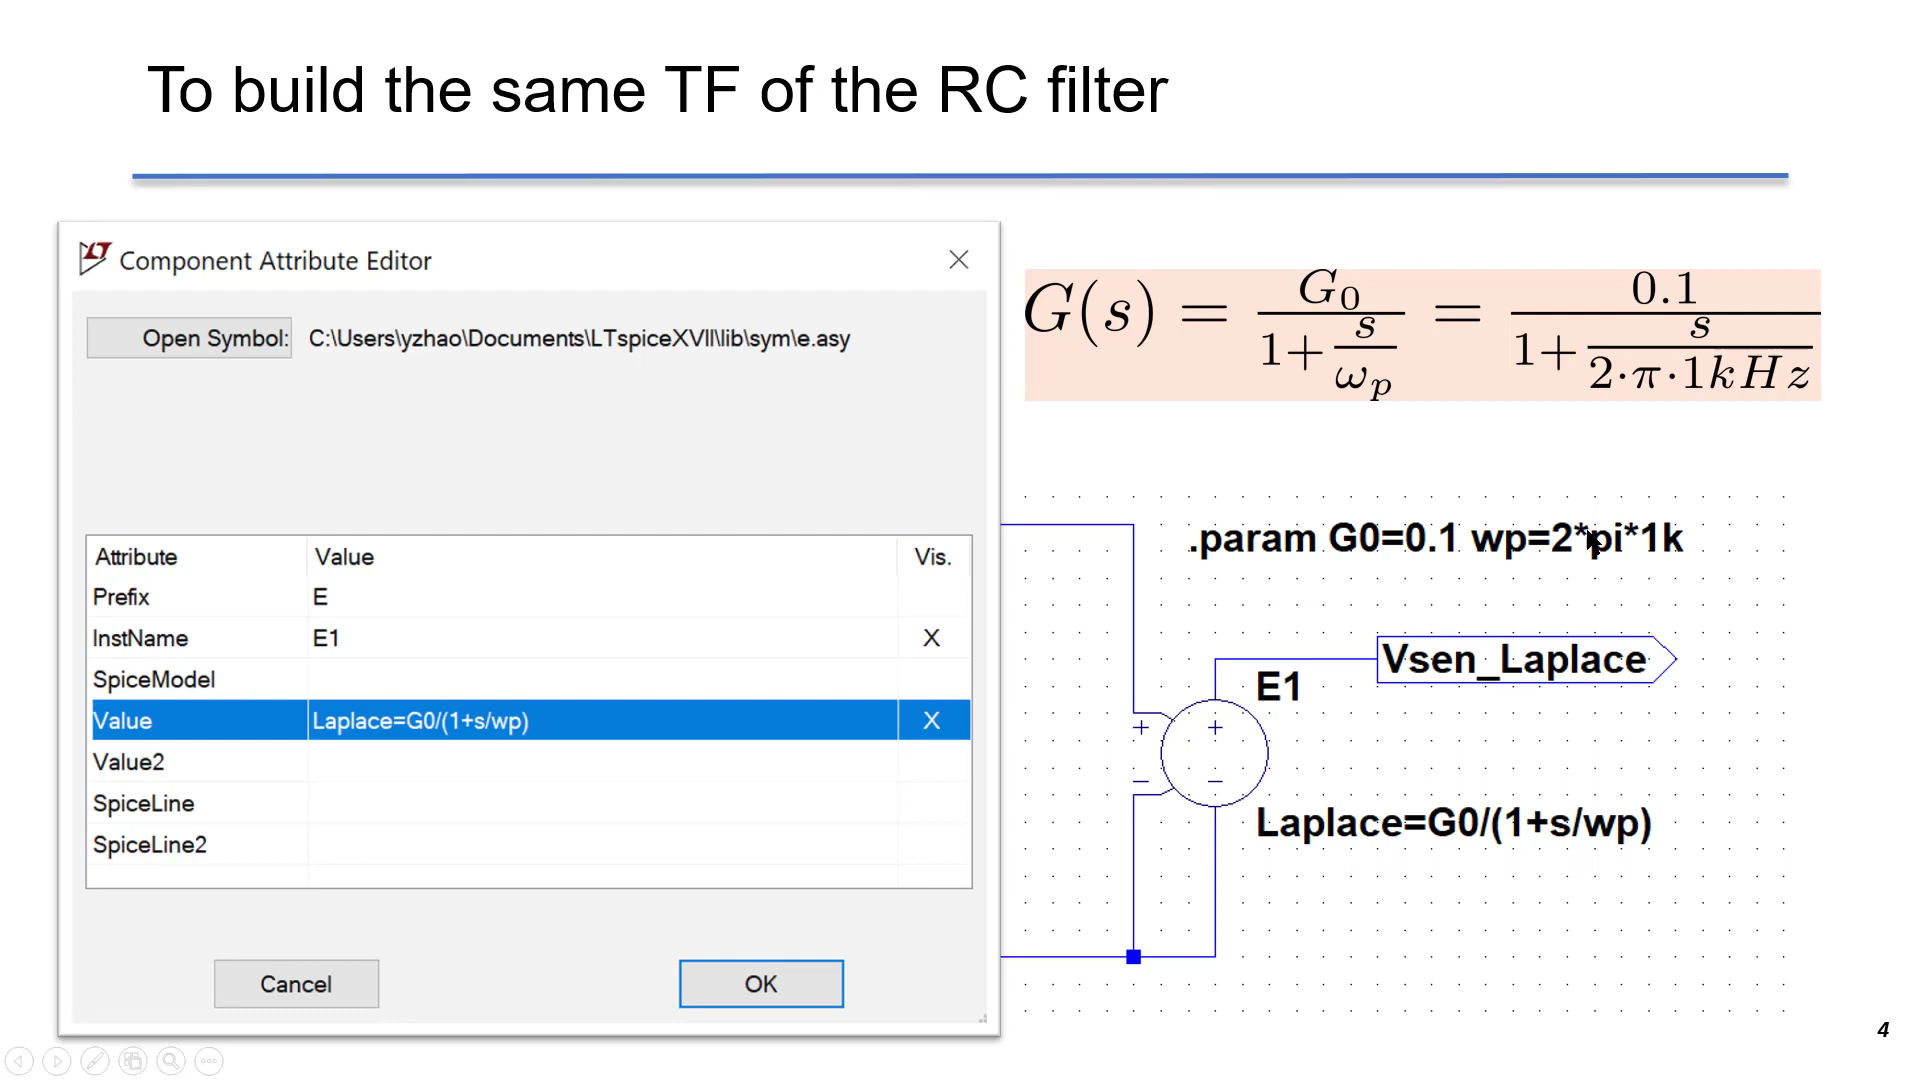 To build the same TF of the RC filter
Component Attribute Editor
Open Symbol: C:\Users\yzhao\Documents\LTspiceXVII\lib\sym\e.asy
Attribute Value Vis.
Prefix E
InstName E1 X
SpiceModel
Value Laplace=G0/(1+s/wp) X
Value2
SpiceLine
SpiceLine2
Cancel OK
G(s) = G₀/(1+s/ωₚ) = 0.1/(1+s/(2·π·1kHz))
.param G0=0.1 wp=2*pi*1k
Vsen_Laplace
E1
+ +
− −
Laplace=G0/(1+s/wp)
4